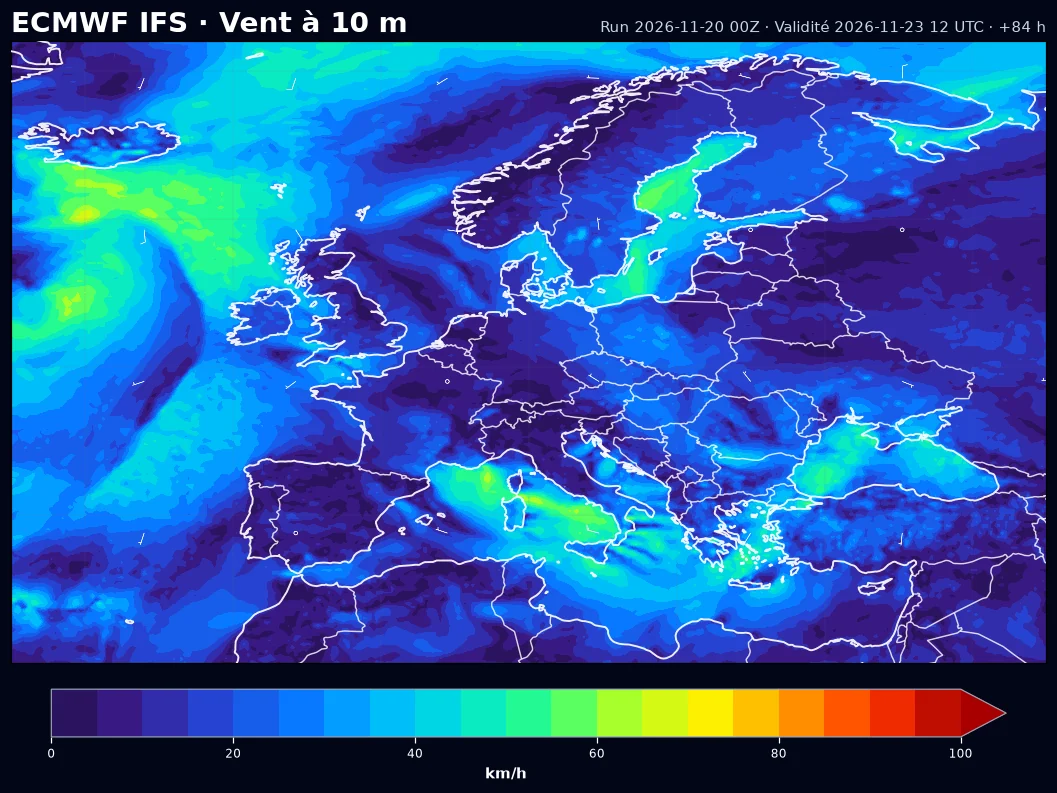 ECMWF IFS · Vent à 10 m
Run 2026-11-20 00Z · Validité 2026-11-23 12 UTC · +84 h
0 20 40 60 80 100
km/h